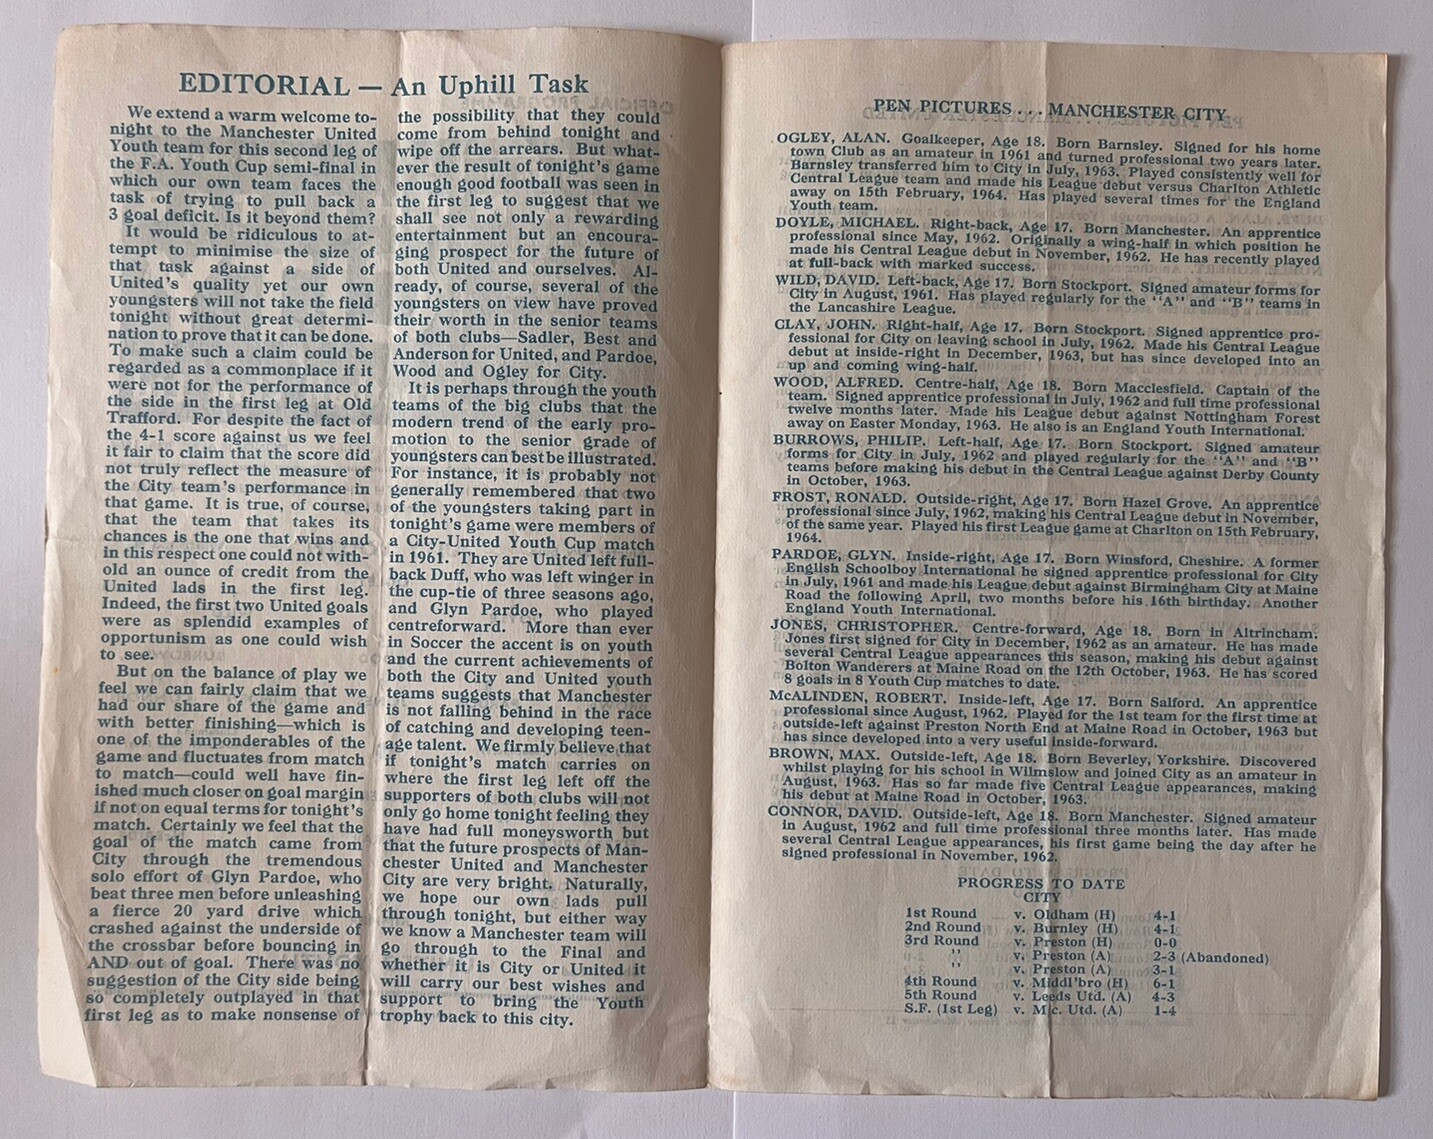 EDITORIAL — An Uphill Task
We extend a warm welcome to-
night to the Manchester United
Youth team for this second leg of
the F.A. Youth Cup semi-final in
which our own team faces the
task of trying to pull back a
3 goal deficit. Is it beyond them?
It would be ridiculous to at-
tempt to minimise the size of
that task against a side of
United's quality yet our own
youngsters will not take the field
tonight without great determi-
nation to prove that it can be done.
To make such a claim could be
regarded as a commonplace if it
were not for the performance of
the side in the first leg at Old
Trafford. For despite the fact of
the 4-1 score against us we feel
it fair to claim that the score did
not truly reflect the measure of
the City team's performance in
that game. It is true, of course,
that the team that takes its
chances is the one that wins and
in this respect one could not with-
old an ounce of credit from the
United lads in the first leg.
Indeed, the first two United goals
were as splendid examples of
opportunism as one could wish
to see.
But on the balance of play we
feel we can fairly claim that we
had our share of the game and
with better finishing—which is
one of the imponderables of the
game and fluctuates from match
to match—could well have fin-
ished much closer on goal margin
if not on equal terms for tonight's
match. Certainly we feel that the
goal of the match came from
City through the tremendous
solo effort of Glyn Pardoe, who
beat three men before unleashing
a fierce 20 yard drive which
crashed against the underside of
the crossbar before bouncing in
AND out of goal. There was no
suggestion of the City side being
so completely outplayed in that
first leg as to make nonsense of
the possibility that they could
come from behind tonight and
wipe off the arrears. But what-
ever the result of tonight's game
enough good football was seen in
the first leg to suggest that we
shall see not only a rewarding
entertainment but an encoura-
ging prospect for the future of
both United and ourselves. Al-
ready, of course, several of the
youngsters on view have proved
their worth in the senior teams
of both clubs—Sadler, Best and
Anderson for United, and Pardoe,
Wood and Ogley for City.
It is perhaps through the youth
teams of the big clubs that the
modern trend of the early pro-
motion to the senior grade of
youngsters can best be illustrated.
For instance, it is probably not
generally remembered that two
of the youngsters taking part in
tonight's game were members of
a City-United Youth Cup match
in 1961. They are United left full-
back Duff, who was left winger in
the cup-tie of three seasons ago,
and Glyn Pardoe, who played
centreforward. More than ever
in Soccer the accent is on youth
and the current achievements of
both the City and United youth
teams suggests that Manchester
is not falling behind in the race
of catching and developing teen-
age talent. We firmly believe that
if tonight's match carries on
where the first leg left off the
supporters of both clubs will not
only go home tonight feeling they
have had full moneysworth but
that the future prospects of Man-
chester United and Manchester
City are very bright. Naturally,
we hope our own lads pull
through tonight, but either way
we know a Manchester team will
go through to the Final and
whether it is City or United it
will carry our best wishes and
support to bring the Youth
trophy back to this city.
PEN PICTURES . . . MANCHESTER CITY
OGLEY, ALAN. Goalkeeper, Age 18. Born Barnsley. Signed for his home
town Club as an amateur in 1961 and turned professional two years later.
Barnsley transferred him to City in July, 1963. Played consistently well for
Central League team and made his League debut versus Charlton Athletic
away on 15th February, 1964. Has played several times for the England
Youth team.
DOYLE, MICHAEL. Right-back, Age 17. Born Manchester. An apprentice
professional since May, 1962. Originally a wing-half in which position he
made his Central League debut in November, 1962. He has recently played
at full-back with marked success.
WILD, DAVID. Left-back, Age 17. Born Stockport. Signed amateur forms for
City in August, 1961. Has played regularly for the "A" and "B" teams in
the Lancashire League.
CLAY, JOHN. Right-half, Age 17. Born Stockport. Signed apprentice pro-
fessional for City on leaving school in July, 1962. Made his Central League
debut at inside-right in December, 1963, but has since developed into an
up and coming wing-half.
WOOD, ALFRED. Centre-half, Age 18. Born Macclesfield. Captain of the
team. Signed apprentice professional in July, 1962 and full time professional
twelve months later. Made his League debut against Nottingham Forest
away on Easter Monday, 1963. He also is an England Youth International.
BURROWS, PHILIP. Left-half, Age 17. Born Stockport. Signed amateur
forms for City in July, 1962 and played regularly for the "A" and "B"
teams before making his debut in the Central League against Derby County
in October, 1963.
FROST, RONALD. Outside-right, Age 17. Born Hazel Grove. An apprentice
professional since July, 1962, making his Central League debut in November,
of the same year. Played his first League game at Charlton on 15th February,
1964.
PARDOE, GLYN. Inside-right, Age 17. Born Winsford, Cheshire. A former
English Schoolboy International he signed apprentice professional for City
in July, 1961 and made his League debut against Birmingham City at Maine
Road the following April, two months before his 16th birthday. Another
England Youth International.
JONES, CHRISTOPHER. Centre-forward, Age 18. Born in Altrincham.
Jones first signed for City in December, 1962 as an amateur. He has made
several Central League appearances this season, making his debut against
Bolton Wanderers at Maine Road on the 12th October, 1963. He has scored
8 goals in 8 Youth Cup matches to date.
McALINDEN, ROBERT. Inside-left, Age 17. Born Salford. An apprentice
professional since August, 1962. Played for the 1st team for the first time at
outside-left against Preston North End at Maine Road in October, 1963 but
has since developed into a very useful inside-forward.
BROWN, MAX. Outside-left, Age 18. Born Beverley, Yorkshire. Discovered
whilst playing for his school in Wilmslow and joined City as an amateur in
August, 1963. Has so far made five Central League appearances, making
his debut at Maine Road in October, 1963.
CONNOR, DAVID. Outside-left, Age 18. Born Manchester. Signed amateur
in August, 1962 and full time professional three months later. Has made
several Central League appearances, his first game being the day after he
signed professional in November, 1962.
PROGRESS TO DATE
CITY
1st Round v. Oldham (H) 4-1
2nd Round v. Burnley (H) 4-1
3rd Round v. Preston (H) 0-0
" v. Preston (A) 2-3 (Abandoned)
" v. Preston (A) 3-1
4th Round v. Middl'bro (H) 6-1
5th Round v. Leeds Utd. (A) 4-3
S.F. (1st Leg) v. M/c. Utd. (A) 1-4